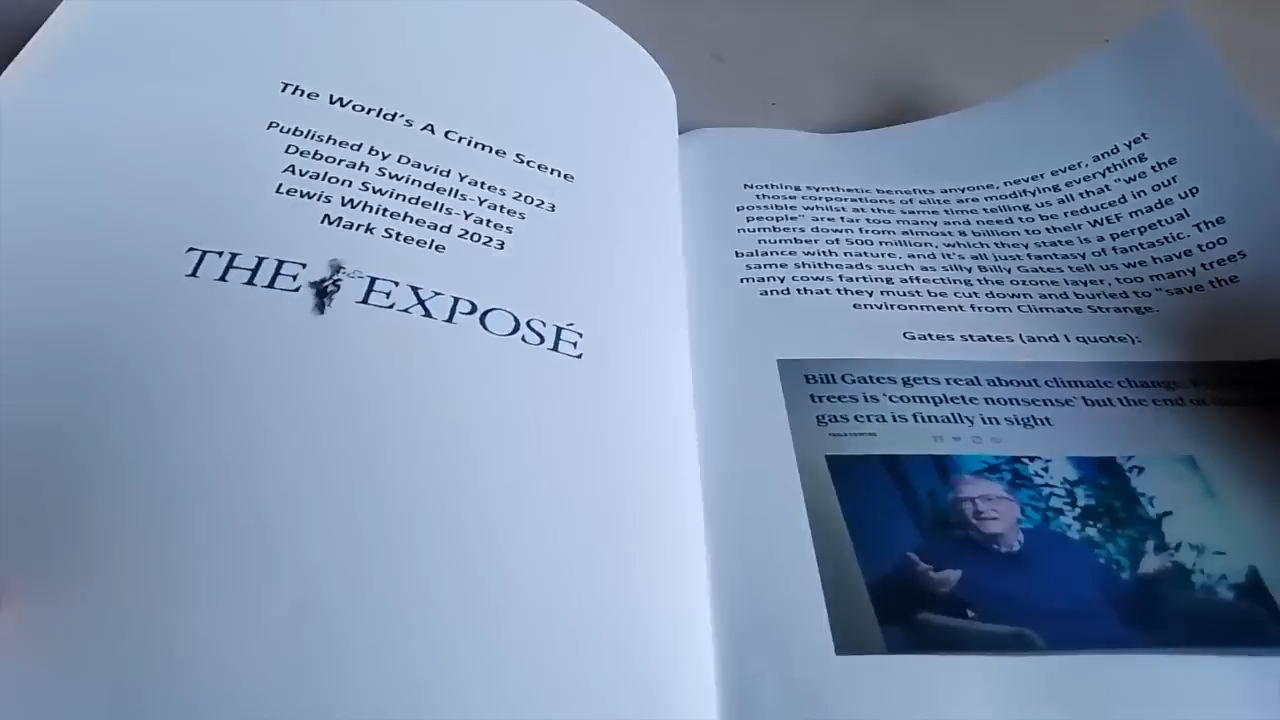 The World's A Crime Scene
Published by David Yates 2023
Deborah Swindells-Yates
Avalon Swindells-Yates
Lewis Whitehead 2023
Mark Steele
THE EXPOSÉ
Nothing synthetic benefits anyone, never ever, and yet
those corporations of elite are modifying everything
possible whilst at the same time telling us all that "we the
people" are far too many and need to be reduced in our
numbers down from almost 8 billion to their WEF made up
number of 500 million, which they state is a perpetual
balance with nature, and it's all just fantasy of fantastic. The
same shitheads such as silly Billy Gates tell us we have too
many cows farting affecting the ozone layer, too many trees
and that they must be cut down and buried to "save the
environment from Climate Strange.
Gates states (and I quote):
Bill Gates gets real about climate change
trees is 'complete nonsense' but the end of
gas era is finally in sight